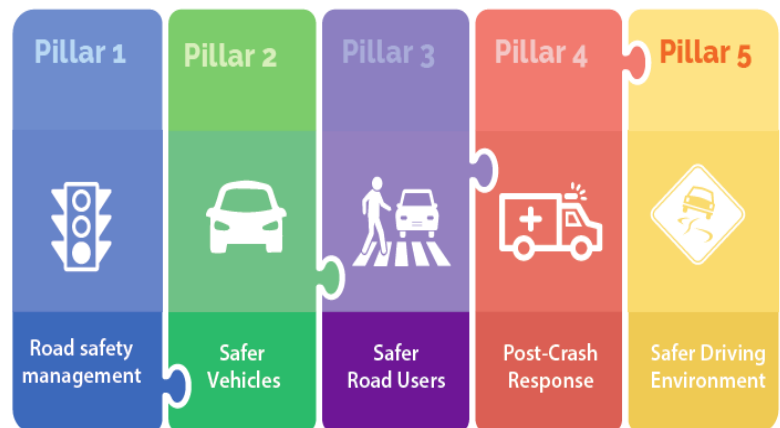 Pillar 1
Pillar 2
Pillar 3
Pillar 4
Pillar 5
Road safety
management
Safer
Vehicles
Safer
Road Users
Post-Crash
Response
Safer Driving
Environment